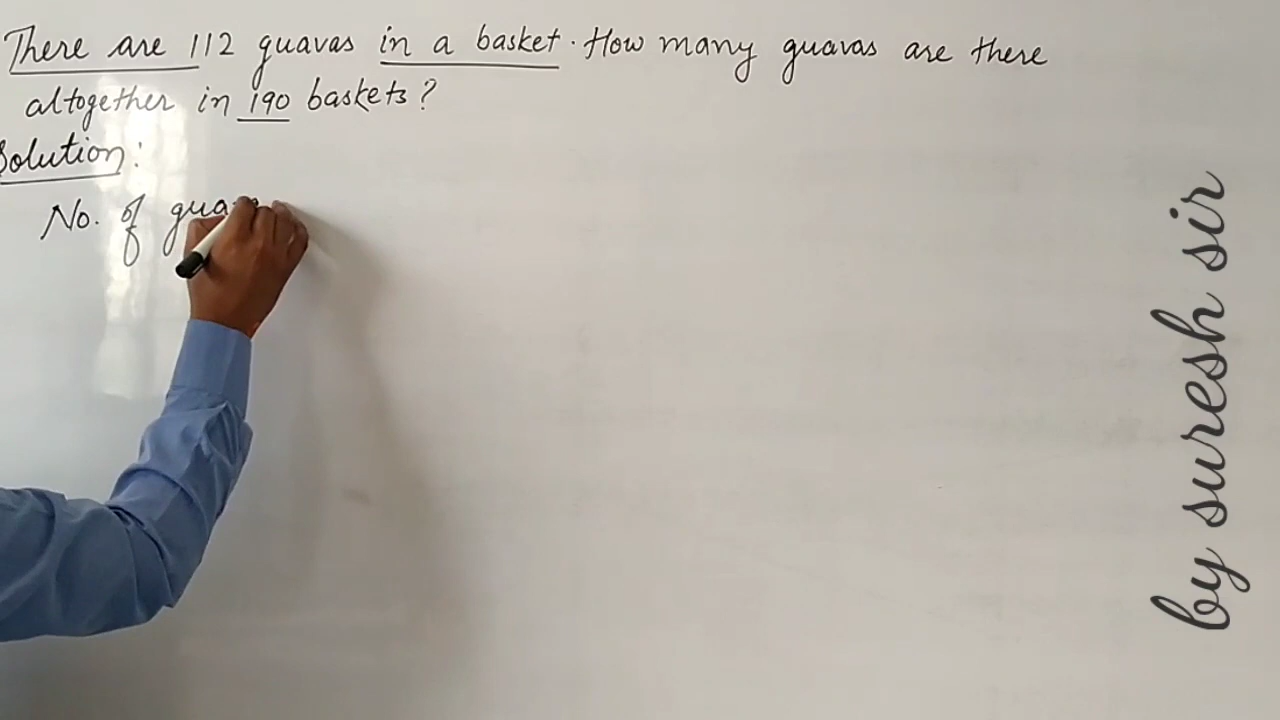 There are 112 guavas in a basket. How many guavas are there
altogether in 190 baskets?
Solution:
No. of
by suresh sir